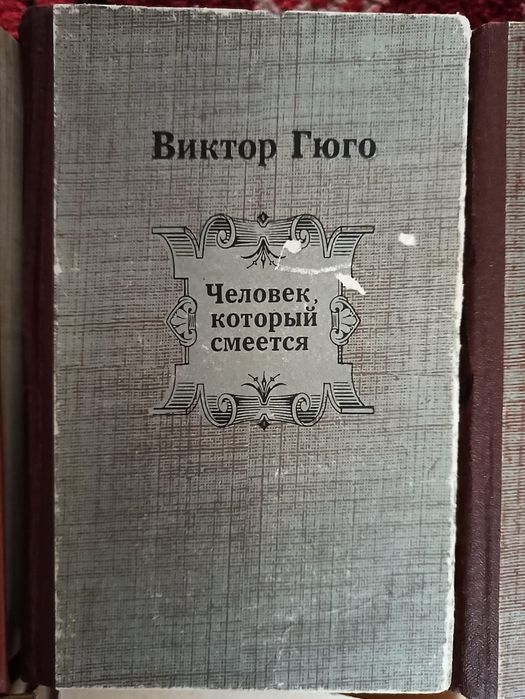 Виктор Гюго
Человек,
который
смеется